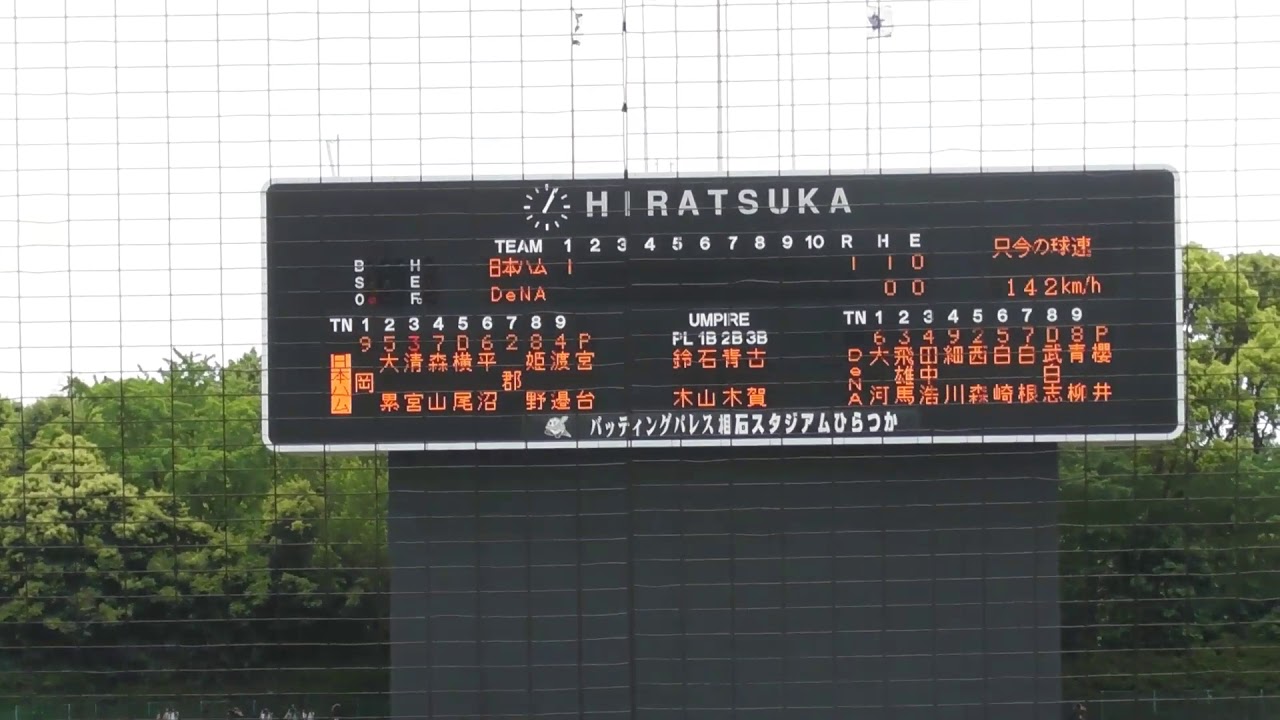 HIRATSUKA
TEAM 1 2 3 4 5 6 7 8 9 10 R H E
日本ハム 1 1 1 0
DeNA 0 0
B
S
O
H
E
Fc
只今の球速
142km/h
TN 1 2 3 4 5 6 7 8 9
9 5 3 7 D 6 2 8 4 P
日本ハム 岡 大累 清宮 森山 横尾 平沼 郡 姫野 渡邉 宮台
UMPIRE
PL 1B 2B 3B
鈴木 石山 青木 古賀
TN 1 2 3 4 5 6 7 8 9
6 3 4 9 2 5 7 D 8 P
DeNA 大河 飛雄馬 田中浩 細川 西森 白崎 白根 武白志 青柳 櫻井
バッティングパレス相石スタジアムひらつか